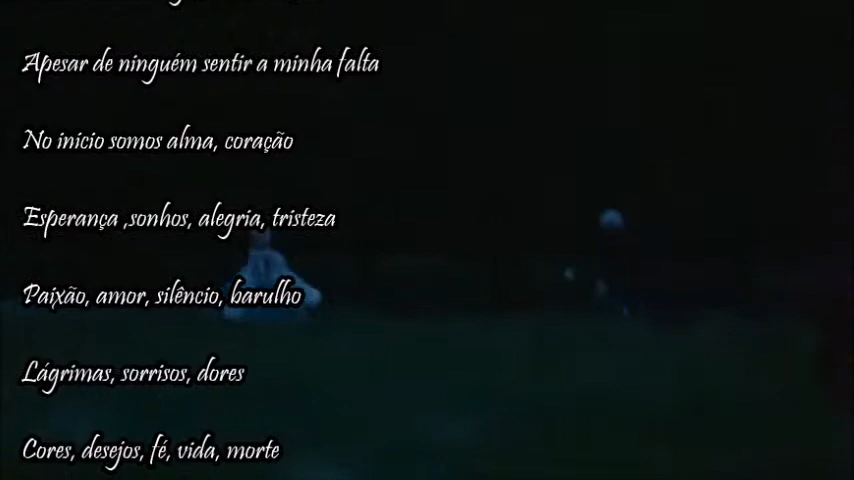 Apesar de ninguém sentir a minha falta
No início somos alma, coração
Esperança ,sonhos, alegria, tristeza
Paixão, amor, silêncio, barulho
Lágrimas, sorrisos, dores
Cores, desejos, fé, vida, morte